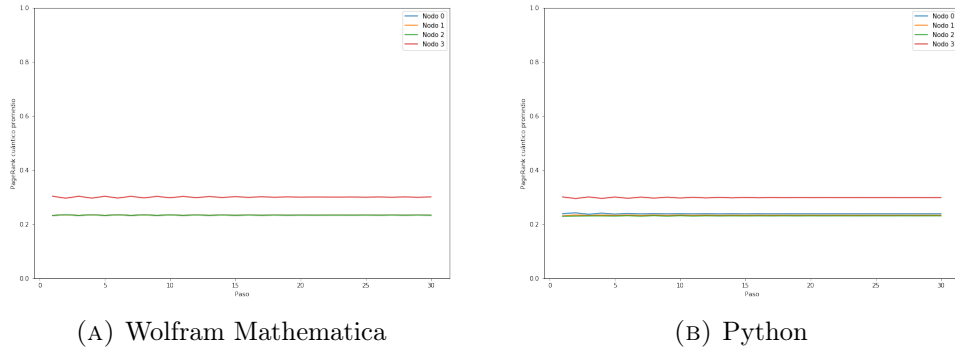 1.0
0.8
0.6
0.4
0.2
0.0
PageRank cuántico promedio
0
5
10
15
20
25
30
Paso
Nodo 0
Nodo 1
Nodo 2
Nodo 3
(A) Wolfram Mathematica
1.0
0.8
0.6
0.4
0.2
0.0
PageRank cuántico promedio
0
5
10
15
20
25
30
Paso
Nodo 0
Nodo 1
Nodo 2
Nodo 3
(B) Python